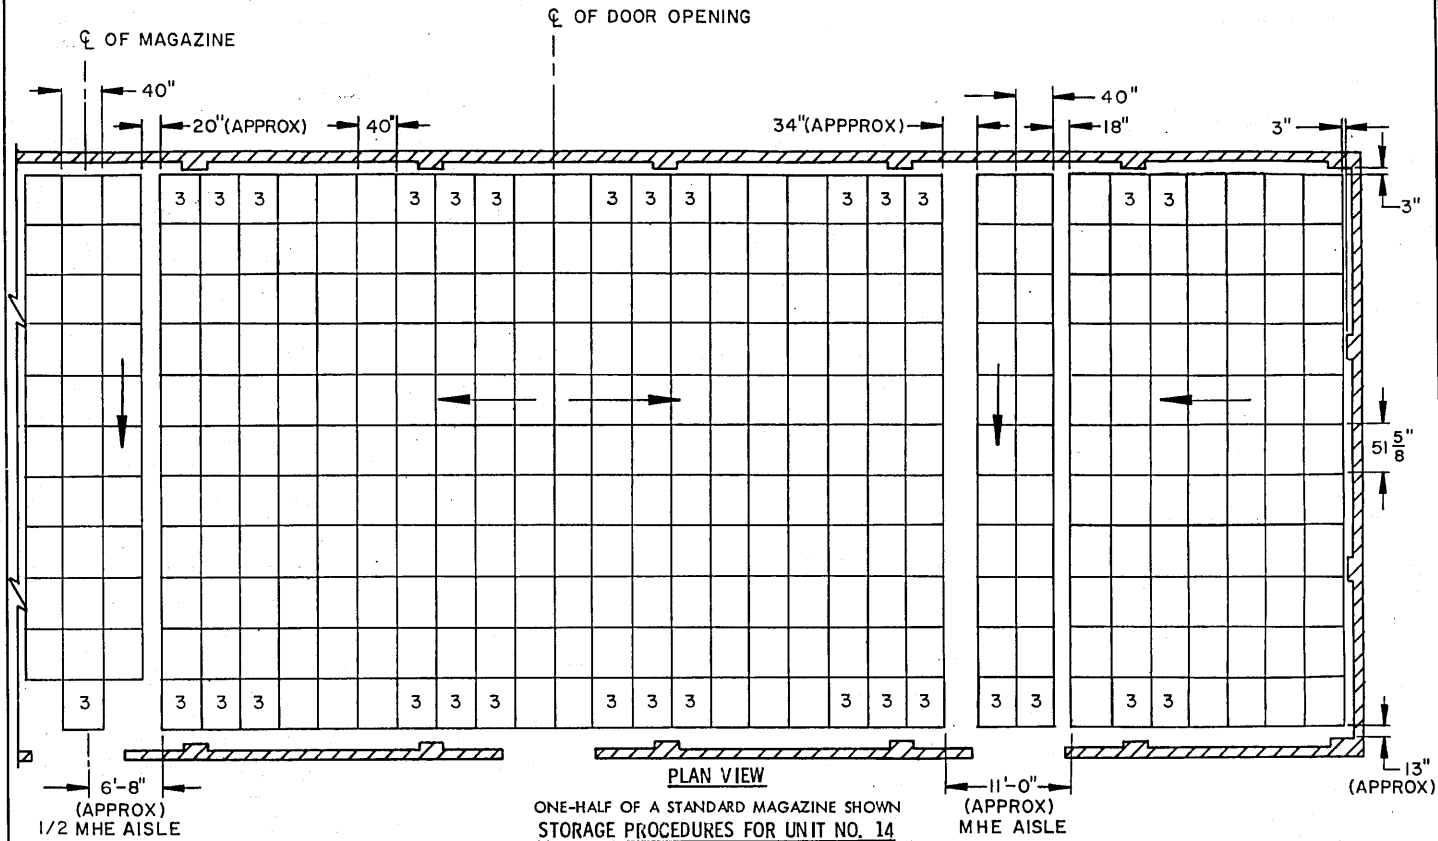 ℄ OF DOOR OPENING
℄ OF MAGAZINE
40"
40"
20"(APPROX)
40"
34"(APPPROX)
18"
3"
3 3 3 3 3 3 3 3 3 3 3 3 3 3
3"
51 5/8"
3 3 3 3 3 3 3 3 3 3 3 3 3 3 3 3 3
6'-8"
(APPROX)
1/2 MHE AISLE
PLAN VIEW
ONE-HALF OF A STANDARD MAGAZINE SHOWN
STORAGE PROCEDURES FOR UNIT NO. 14
11'-0"
(APPROX)
MHE AISLE
13"
(APPROX)